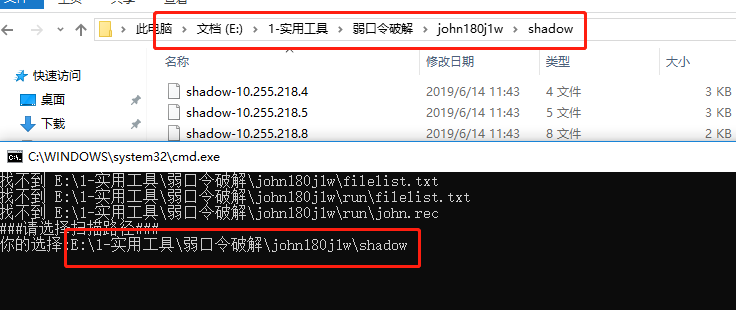 文件 主页 共享 查看
此电脑 > 文档 (E:) > 1-实用工具 > 弱口令破解 > john180j1w > shadow
快速访问
桌面
下载
名称 修改日期 类型 大小
shadow-10.255.218.4 2019/6/14 11:43 4 文件 3 KB
shadow-10.255.218.5 2019/6/14 11:43 5 文件 3 KB
shadow-10.255.218.8 2019/6/14 11:43 8 文件 2 KB
C:\WINDOWS\system32\cmd.exe
找不到 E:\1-实用工具\弱口令破解\john180j1w\filelist.txt
找不到 E:\1-实用工具\弱口令破解\john180j1w\run\filelist.txt
找不到 E:\1-实用工具\弱口令破解\john180j1w\run\john.rec
###请选择扫描路径###
你的选择:E:\1-实用工具\弱口令破解\john180j1w\shadow